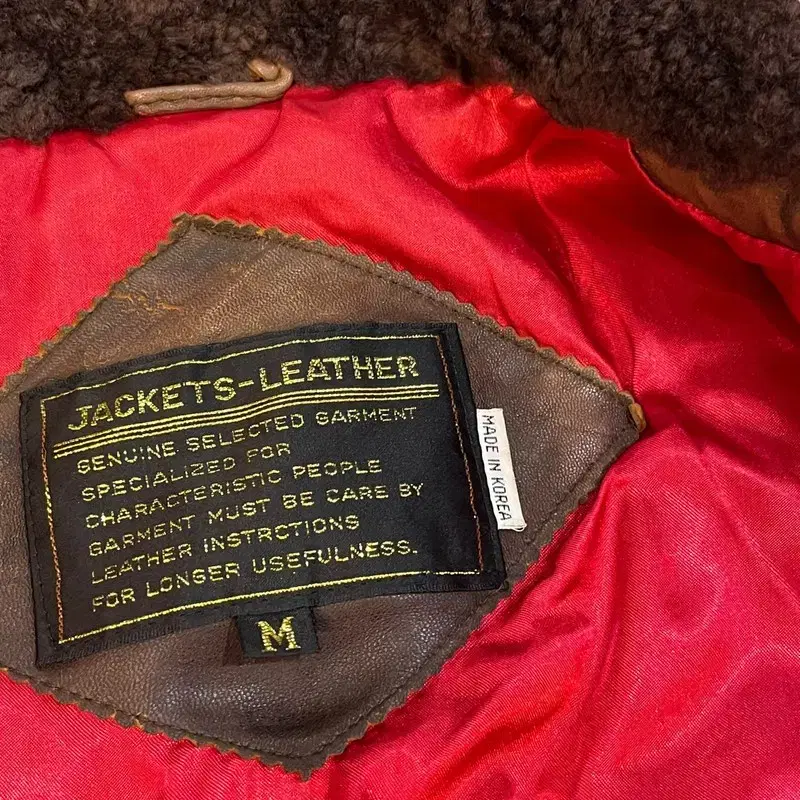 JACKETS-LEATHER
GENUINE SELECTED GARMENT
SPECIALIZED FOR
CHARACTERISTIC PEOPLE
GARMENT MUST BE CARE BY
LEATHER INSTRCTIONS
FOR LONGER USEFULNESS.
M
MADE IN KOREA